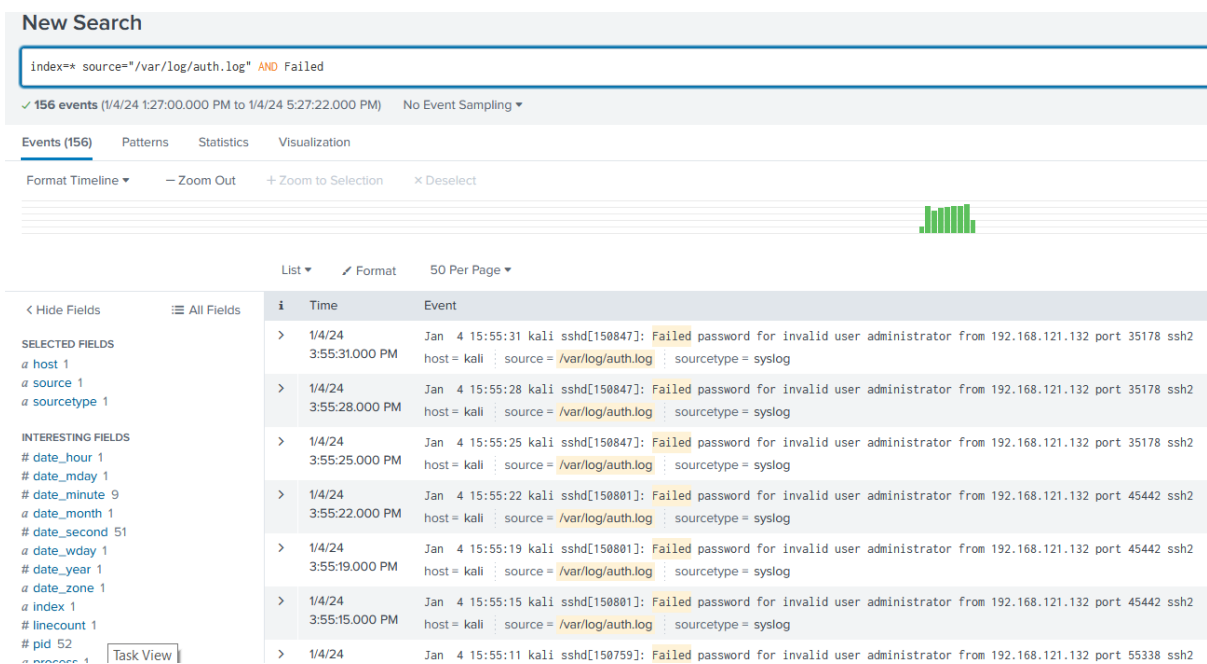 New Search
index=* source="/var/log/auth.log" AND Failed
✓ 156 events (1/4/24 1:27:00.000 PM to 1/4/24 5:27:22.000 PM) No Event Sampling ▾
Events (156) Patterns Statistics Visualization
Format Timeline ▾ — Zoom Out + Zoom to Selection × Deselect
List ▾ Format 50 Per Page ▾
< Hide Fields All Fields
SELECTED FIELDS
a host 1
a source 1
a sourcetype 1
INTERESTING FIELDS
# date_hour 1
# date_mday 1
# date_minute 9
a date_month 1
# date_second 51
a date_wday 1
# date_year 1
a date_zone 1
a index 1
# linecount 1
# pid 52
a process 1
Task View
i Time Event
> 1/4/24 Jan 4 15:55:31 kali sshd[150847]: Failed password for invalid user administrator from 192.168.121.132 port 35178 ssh2
3:55:31.000 PM host = kali source = /var/log/auth.log sourcetype = syslog
> 1/4/24 Jan 4 15:55:28 kali sshd[150847]: Failed password for invalid user administrator from 192.168.121.132 port 35178 ssh2
3:55:28.000 PM host = kali source = /var/log/auth.log sourcetype = syslog
> 1/4/24 Jan 4 15:55:25 kali sshd[150847]: Failed password for invalid user administrator from 192.168.121.132 port 35178 ssh2
3:55:25.000 PM host = kali source = /var/log/auth.log sourcetype = syslog
> 1/4/24 Jan 4 15:55:22 kali sshd[150801]: Failed password for invalid user administrator from 192.168.121.132 port 45442 ssh2
3:55:22.000 PM host = kali source = /var/log/auth.log sourcetype = syslog
> 1/4/24 Jan 4 15:55:19 kali sshd[150801]: Failed password for invalid user administrator from 192.168.121.132 port 45442 ssh2
3:55:19.000 PM host = kali source = /var/log/auth.log sourcetype = syslog
> 1/4/24 Jan 4 15:55:15 kali sshd[150801]: Failed password for invalid user administrator from 192.168.121.132 port 45442 ssh2
3:55:15.000 PM host = kali source = /var/log/auth.log sourcetype = syslog
> 1/4/24 Jan 4 15:55:11 kali sshd[150759]: Failed password for invalid user administrator from 192.168.121.132 port 55338 ssh2